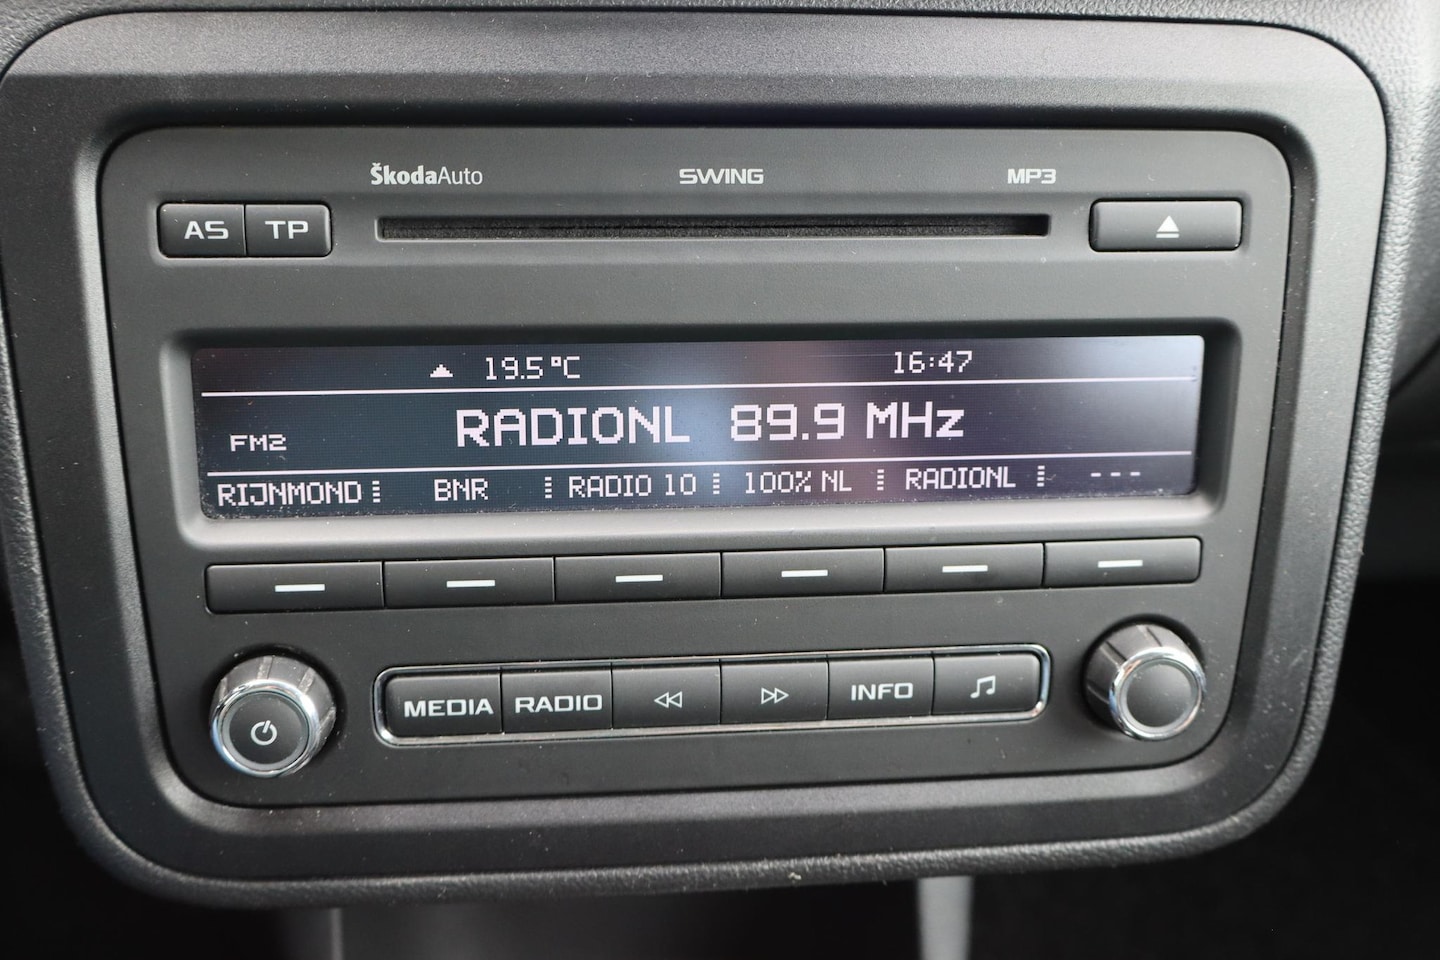 ŠkodaAuto SWING MP3
AS TP
19.5°C 16:47
FM2 RADIONL 89.9 MHz
RIJNMOND BNR RADIO 10 100% NL RADIONL ---
MEDIA RADIO INFO